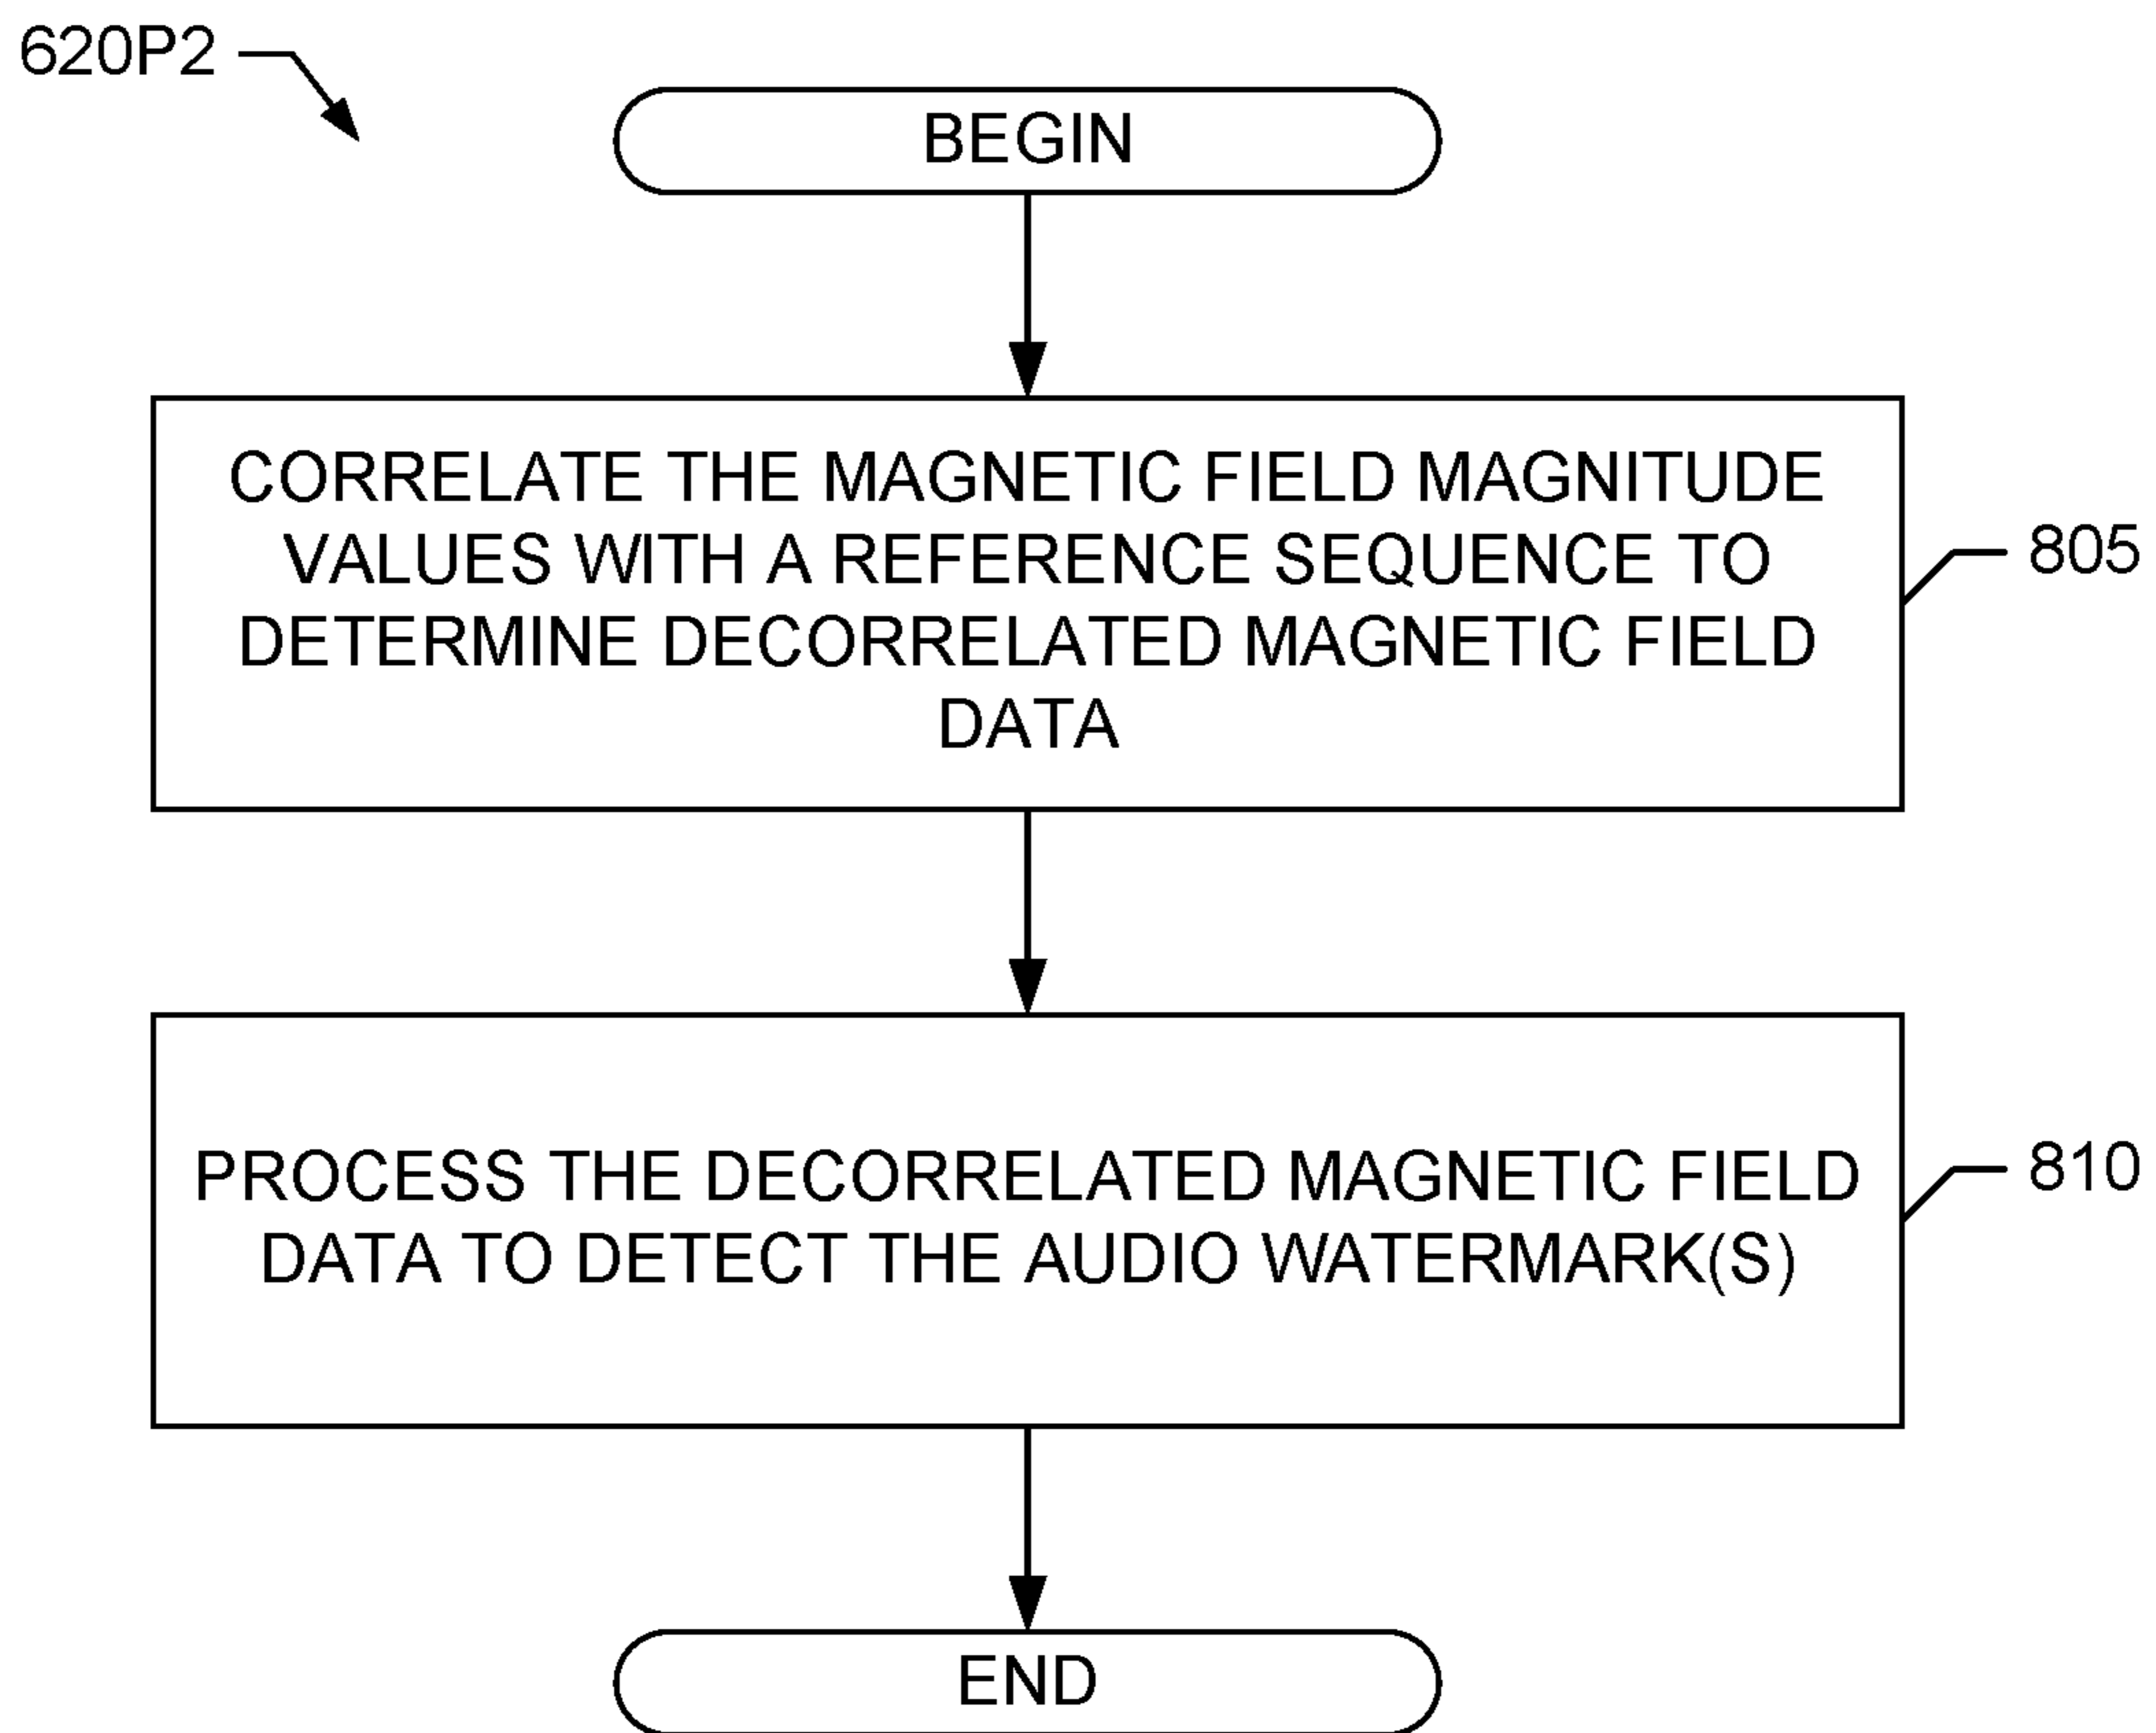 620P2
BEGIN
CORRELATE THE MAGNETIC FIELD MAGNITUDE
VALUES WITH A REFERENCE SEQUENCE TO
DETERMINE DECORRELATED MAGNETIC FIELD
DATA
805
PROCESS THE DECORRELATED MAGNETIC FIELD
DATA TO DETECT THE AUDIO WATERMARK(S)
810
END